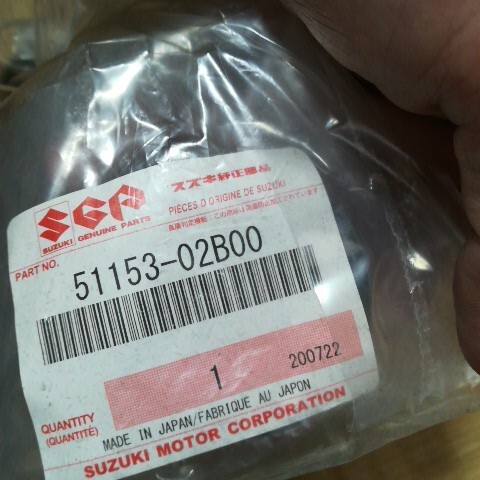 SGP
スズキ純正部品
SUZUKI GENUINE PARTS
PIÈCES D'ORIGINE DE SUZUKI
PART NO.
51153-02B00
1
200722
QUANTITY
(QUANTITÉ)
MADE IN JAPAN/FABRIQUE AU JAPON
SUZUKI MOTOR CORPORATION